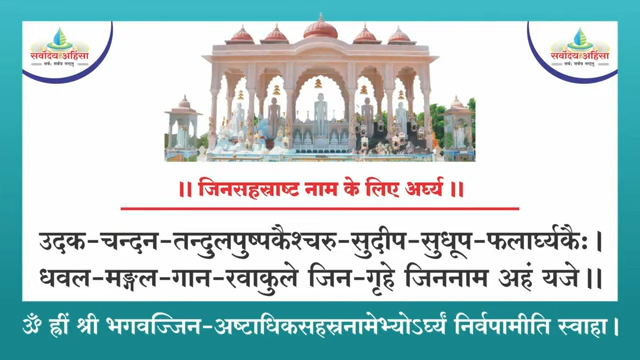 सर्वोदय अहिंसा
सर्वोदय अहिंसा
।। जिनसहस्राष्ट नाम के लिए अर्घ्य ।।
उदक-चन्दन-तन्दुलपुष्पकैश्चरु-सुदीप-सुधूप-फलार्घ्यकैः।
धवल-मङ्गल-गान-रवाकुले जिन-गृहे जिननाम अहं यजे।।
ॐ ह्रीं श्री भगवज्जिन-अष्टाधिकसहस्रनामेभ्योऽर्घ्यं निर्वपामीति स्वाहा।